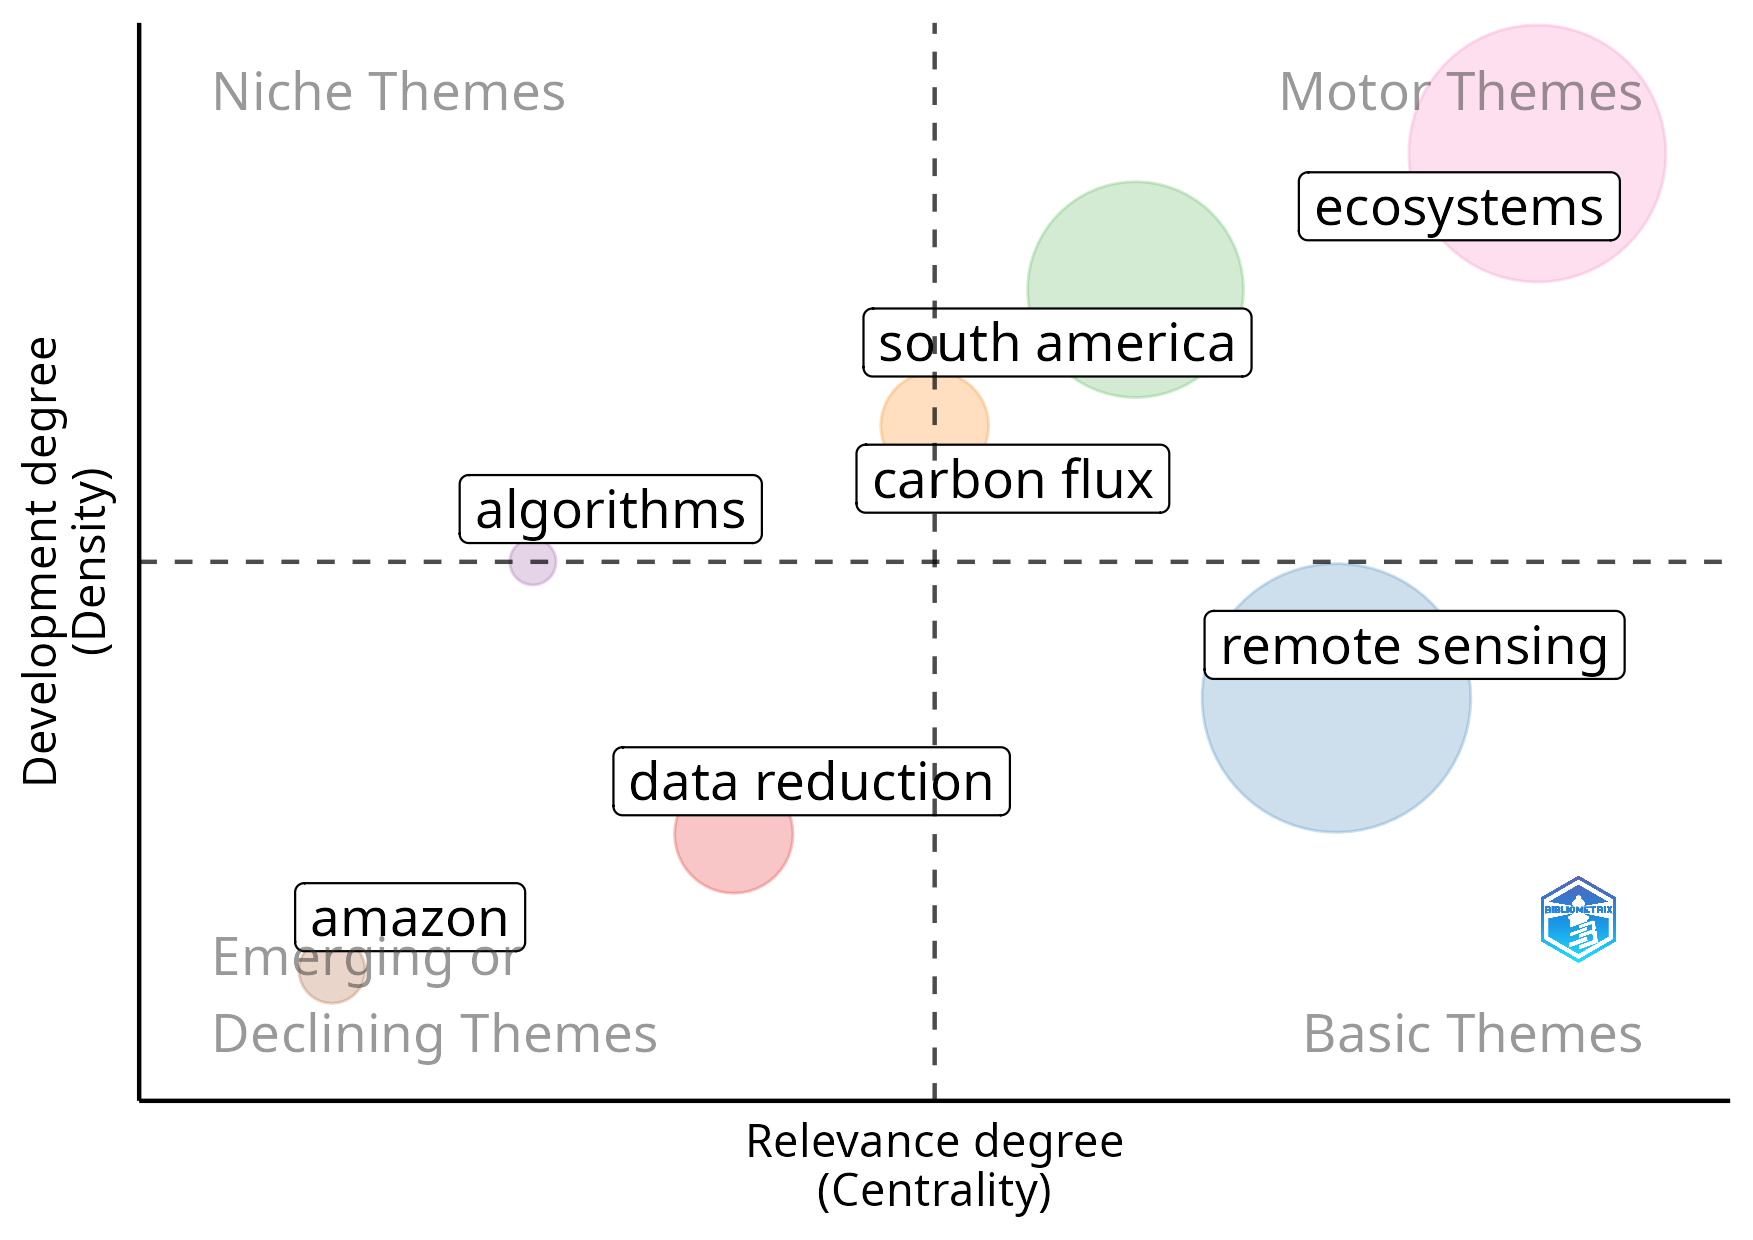 Niche Themes
Motor Themes
ecosystems
south america
carbon flux
algorithms
remote sensing
data reduction
amazon
Emerging or
Declining Themes
Basic Themes
BIBLIOMETRIX
Development degree
(Density)
Relevance degree
(Centrality)